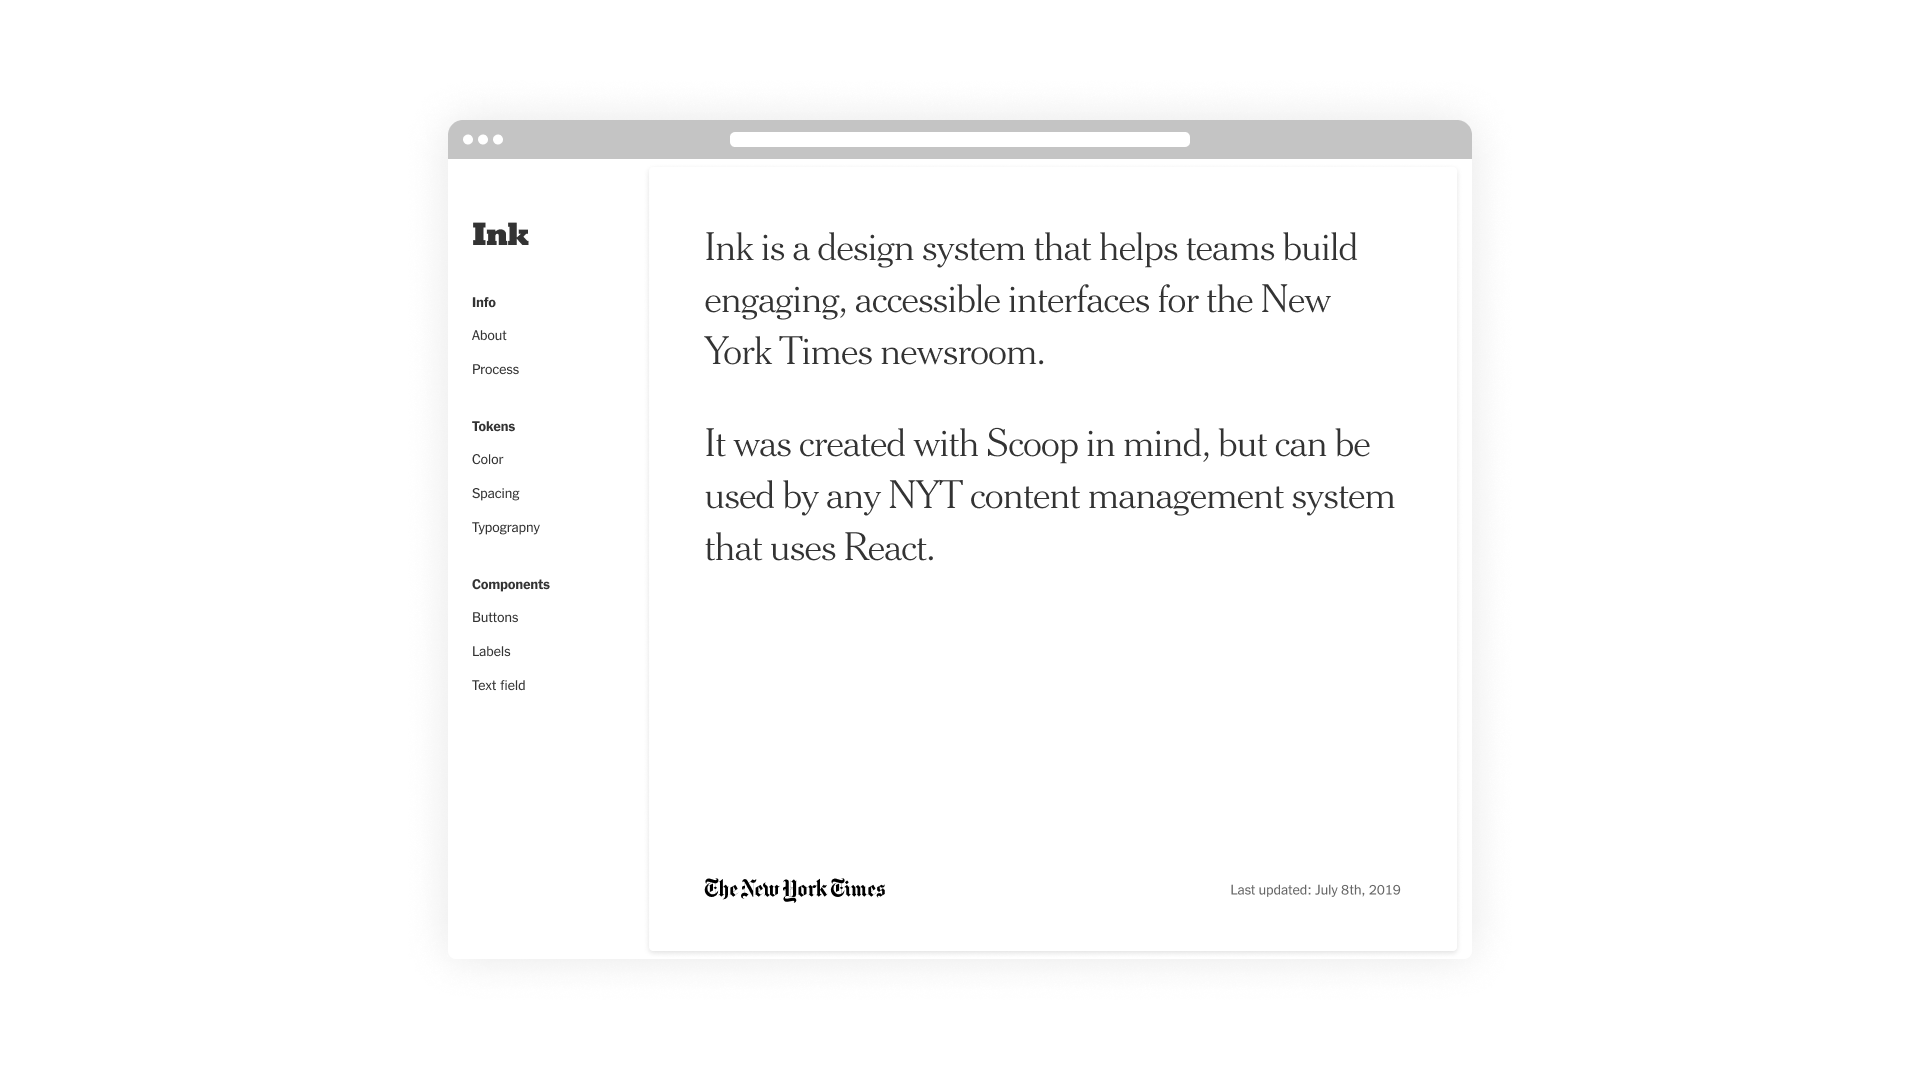 Ink
Info
About
Process
Tokens
Color
Spacing
Typograpny
Components
Buttons
Labels
Text field
Ink is a design system that helps teams build
engaging, accessible interfaces for the New
York Times newsroom.
It was created with Scoop in mind, but can be
used by any NYT content management system
that uses React.
The New York Times
Last updated: July 8th, 2019